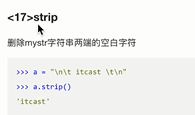 <17>strip
删除mystr字符串两端的空白字符
>>> a = "\n\t itcast \t\n"
>>> a.strip()
'itcast'